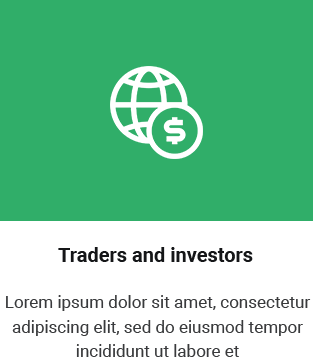 $
Traders and investors
Lorem ipsum dolor sit amet, consectetur
adipiscing elit, sed do eiusmod tempor
incididunt ut labore et